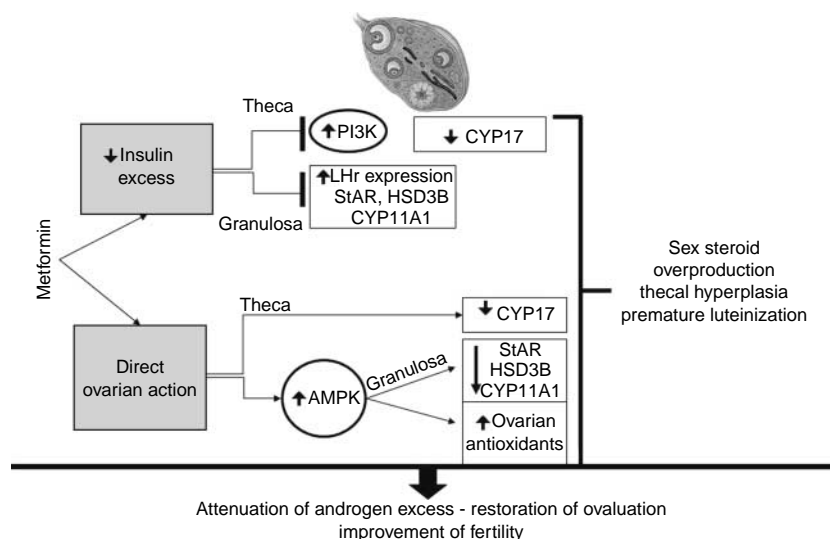 Theca
↑PI3K
↓ CYP17
↓Insulin
excess
↑LHr expression
StAR, HSD3B
CYP11A1
Granulosa
Metformin
Sex steroid
overproduction
thecal hyperplasia
premature luteinization
Theca
↓CYP17
Direct
ovarian action
↑AMPK
Granulosa
StAR
HSD3B
CYP11A1
↑Ovarian
antioxidants
Attenuation of androgen excess - restoration of ovaluation
improvement of fertility